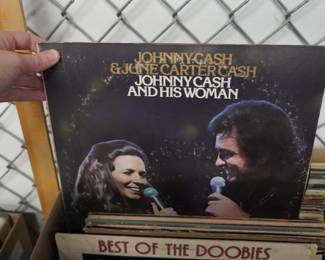 JOHNNY CASH
& JUNE CARTER CASH
JOHNNY CASH
AND HIS WOMAN
BEST OF THE DOOBIES